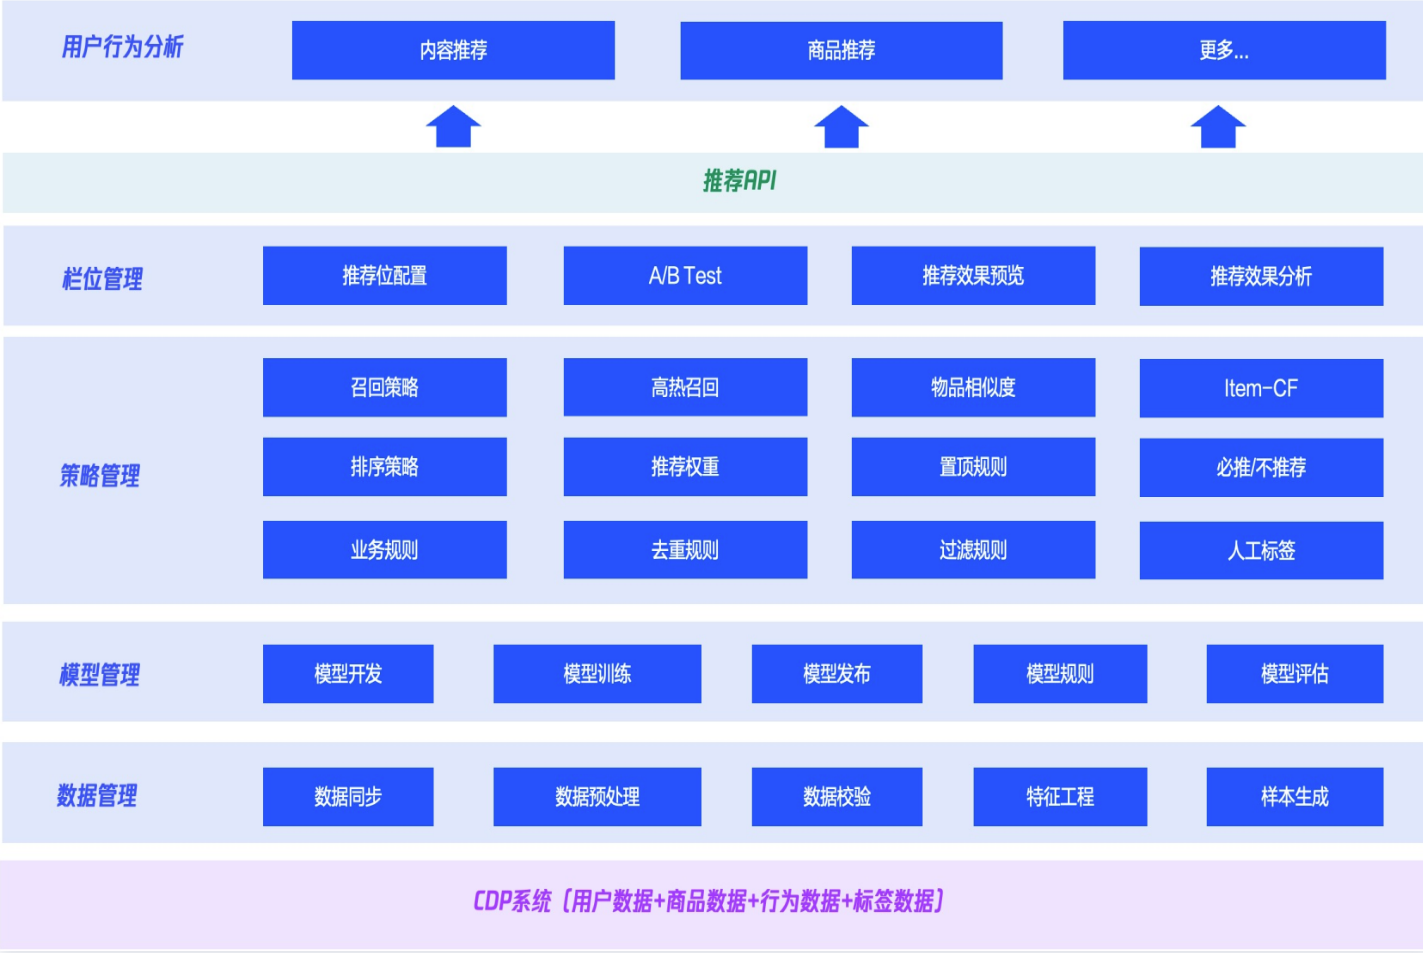 用户行为分析
内容推荐
商品推荐
更多...
推荐API
栏位管理
推荐位配置
A/B Test
推荐效果预览
推荐效果分析
策略管理
召回策略
高热召回
物品相似度
Item-CF
排序策略
推荐权重
置顶规则
必推/不推荐
业务规则
去重规则
过滤规则
人工标签
模型管理
模型开发
模型训练
模型发布
模型规则
模型评估
数据管理
数据同步
数据预处理
数据校验
特征工程
样本生成
CDP系统（用户数据+商品数据+行为数据+标签数据）